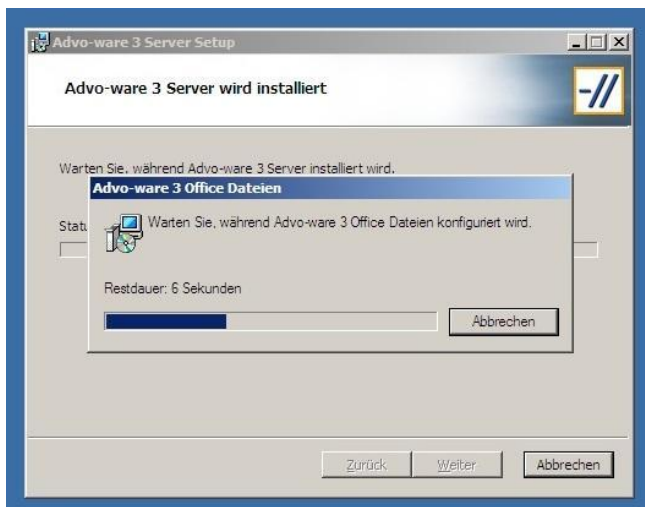 Advo-ware 3 Server Setup
Advo-ware 3 Server wird installiert
Warten Sie, während Advo-ware 3 Server installiert wird.
Advo-ware 3 Office Dateien
Warten Sie, während Advo-ware 3 Office Dateien konfiguriert wird.
Restdauer: 6 Sekunden
Abbrechen
Zurück
Weiter
Abbrechen